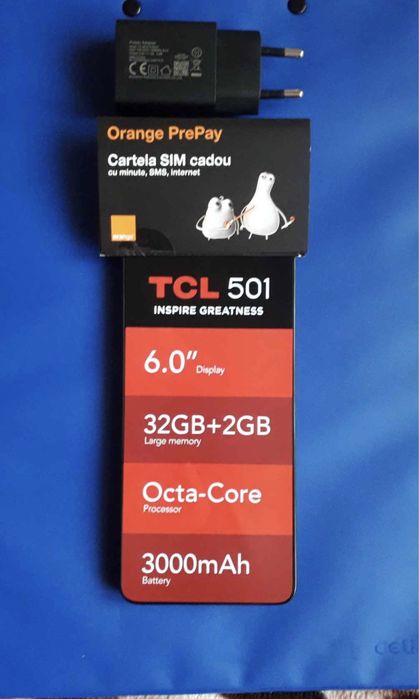 Orange PrePay
Cartela SIM cadou
cu minute, SMS, internet
orange
TCL 501
INSPIRE GREATNESS
6.0" Display
32GB+2GB
Large memory
Octa-Core
Processor
3000mAh
Battery